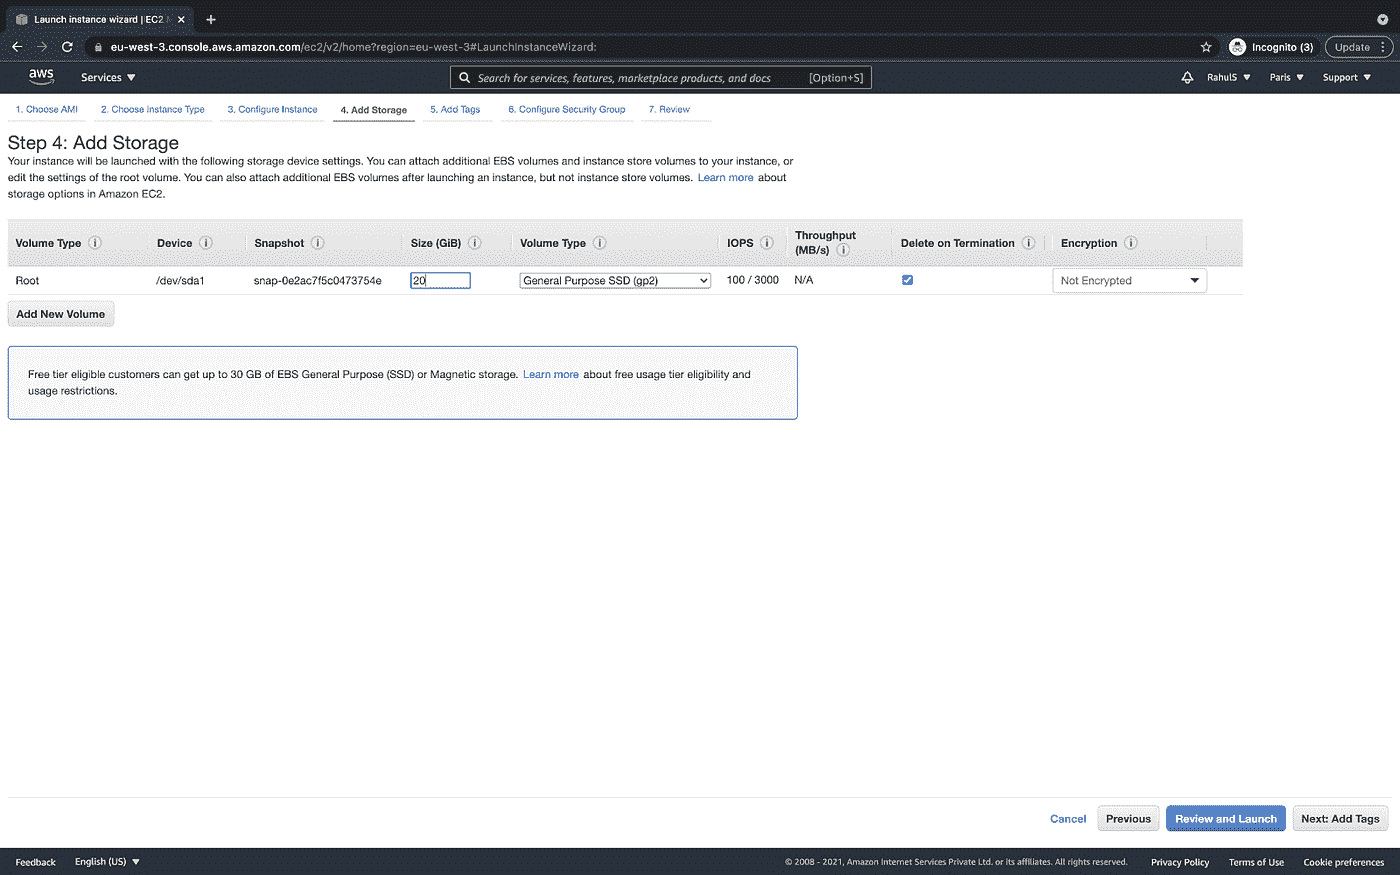 Launch instance wizard | EC2
eu-west-3.console.aws.amazon.com/ec2/v2/home?region=eu-west-3#LaunchInstanceWizard:
Incognito (3)
Update
aws
Services
Search for services, features, marketplace products, and docs
[Option+S]
RahulS
Paris
Support
1. Choose AMI
2. Choose Instance Type
3. Configure Instance
4. Add Storage
5. Add Tags
6. Configure Security Group
7. Review
Step 4: Add Storage
Your instance will be launched with the following storage device settings. You can attach additional EBS volumes and instance store volumes to your instance, or
edit the settings of the root volume. You can also attach additional EBS volumes after launching an instance, but not instance store volumes. Learn more about
storage options in Amazon EC2.
Volume Type
Device
Snapshot
Size (GiB)
Volume Type
IOPS
Throughput
(MB/s)
Delete on Termination
Encryption
Root
/dev/sda1
snap-0e2ac7f5c0473754e
20
General Purpose SSD (gp2)
100 / 3000
N/A
Not Encrypted
Add New Volume
Free tier eligible customers can get up to 30 GB of EBS General Purpose (SSD) or Magnetic storage. Learn more about free usage tier eligibility and
usage restrictions.
Cancel
Previous
Review and Launch
Next: Add Tags
Feedback
English (US)
© 2008 - 2021, Amazon Internet Services Private Ltd. or its affiliates. All rights reserved.
Privacy Policy
Terms of Use
Cookie preferences